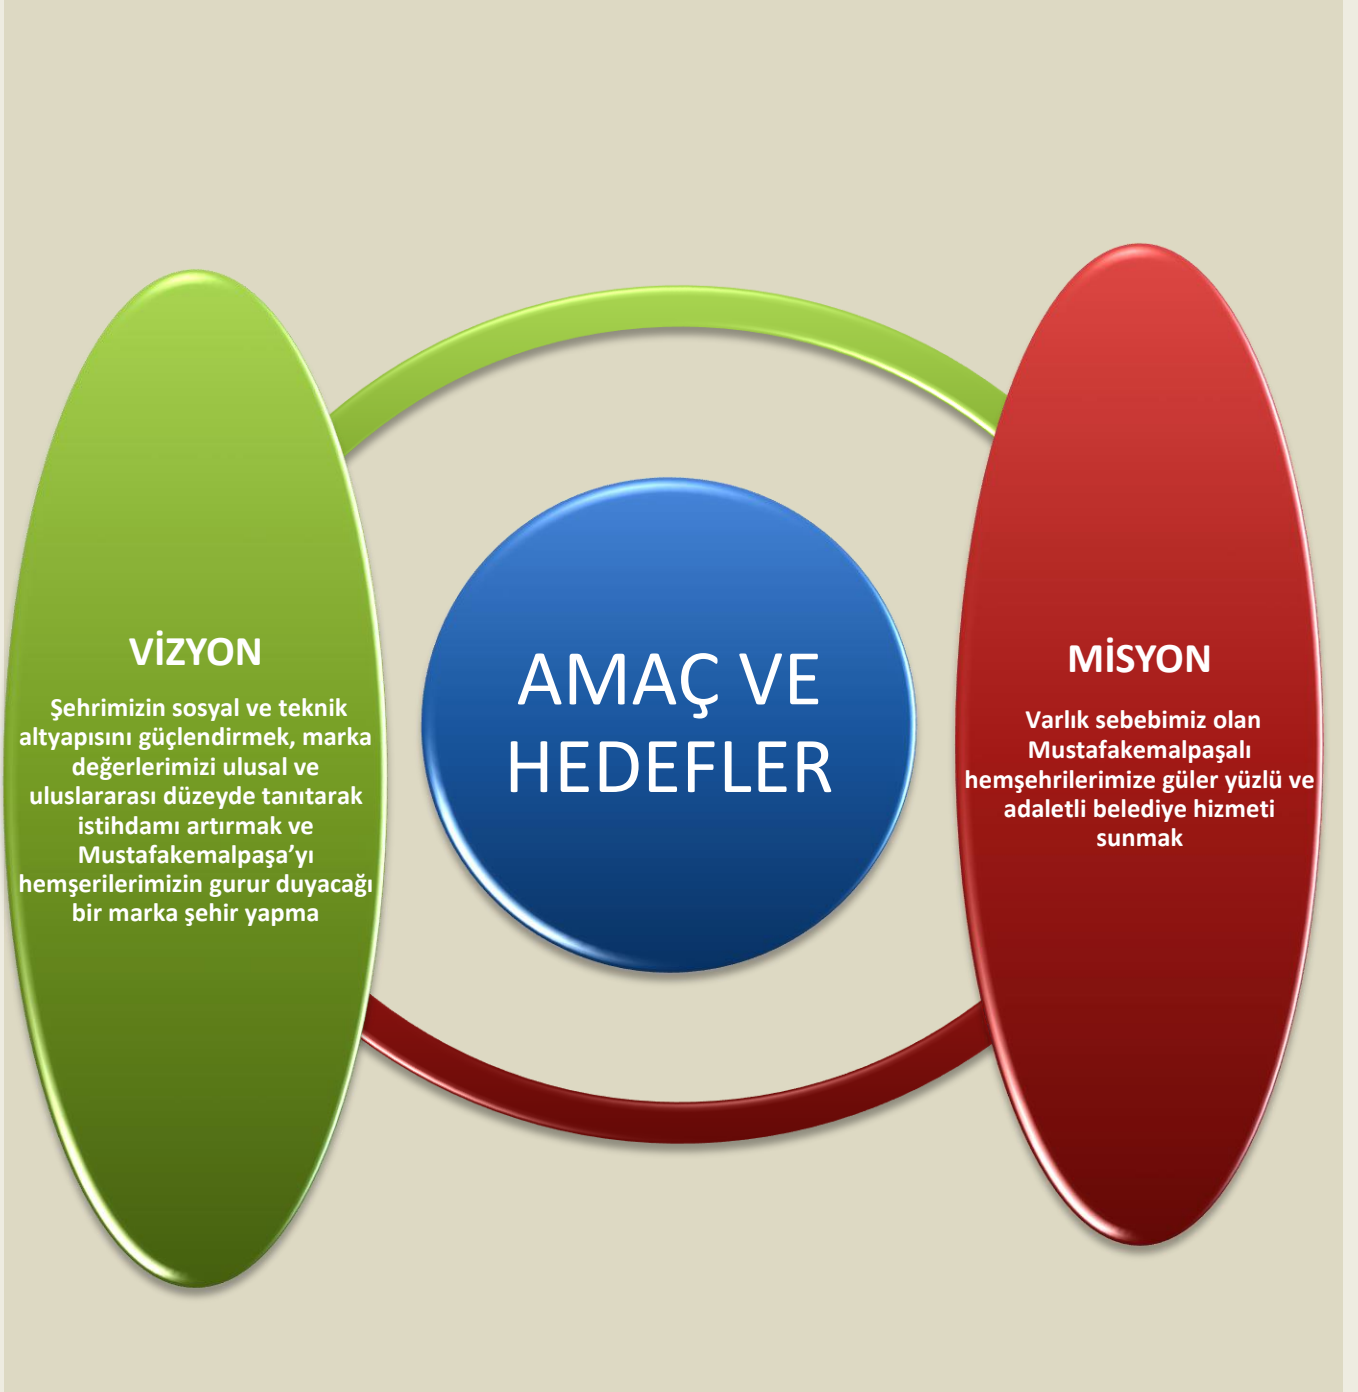 VİZYON
Şehrimizin sosyal ve teknik
altyapısını güçlendirmek, marka
değerlerimizi ulusal ve
uluslararası düzeyde tanıtarak
istihdamı artırmak ve
Mustafakemalpaşa’yı
hemşerilerimizin gurur duyacağı
bir marka şehir yapma
AMAÇ VE
HEDEFLER
MİSYON
Varlık sebebimiz olan
Mustafakemalpaşalı
hemşehrilerimize güler yüzlü ve
adaletli belediye hizmeti
sunmak